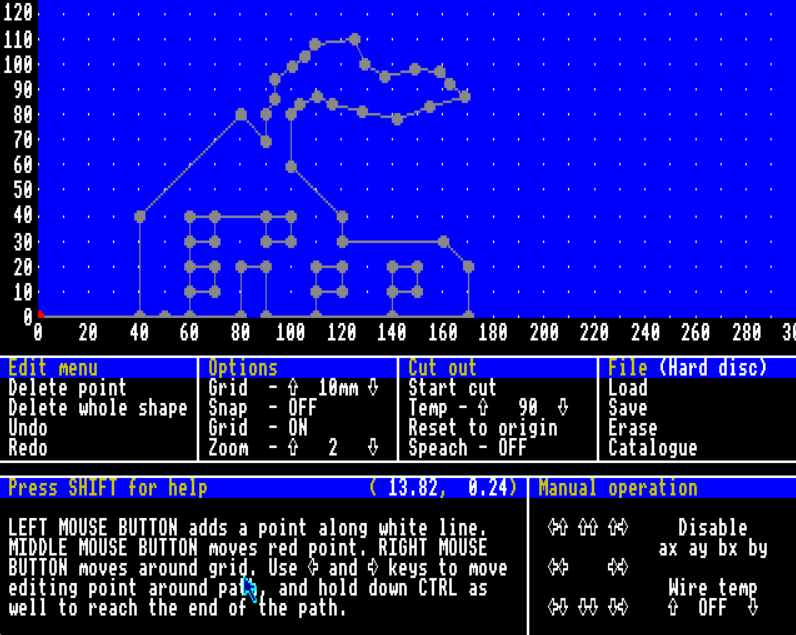 120
110
100
90
80
70
60
50
40
30
20
10
0
0 20 40 60 80 100 120 140 160 180 200 220 240 260 280
Edit menu
Delete point
Delete whole shape
Undo
Redo
Options
Grid - ⇧ 10mm ⇩
Snap - OFF
Grid - ON
Zoom - ⇧ 2 ⇩
Cut out
Start cut
Temp - ⇧ 90 ⇩
Reset to origin
Speach - OFF
File (Hard disc)
Load
Save
Erase
Catalogue
Press SHIFT for help ( 13.82, 0.24)
LEFT MOUSE BUTTON adds a point along white line.
MIDDLE MOUSE BUTTON moves red point. RIGHT MOUSE
BUTTON moves around grid. Use ⇦ and ⇨ keys to move
editing point around path, and hold down CTRL as
well to reach the end of the path.
Manual operation
⇦⇧ ⇧⇧ ⇧⇨ Disable
ax ay bx by
⇦⇨ ⇨⇦
Wire temp
⇦⇩ ⇩⇩ ⇩⇨ ⇧ OFF ⇩